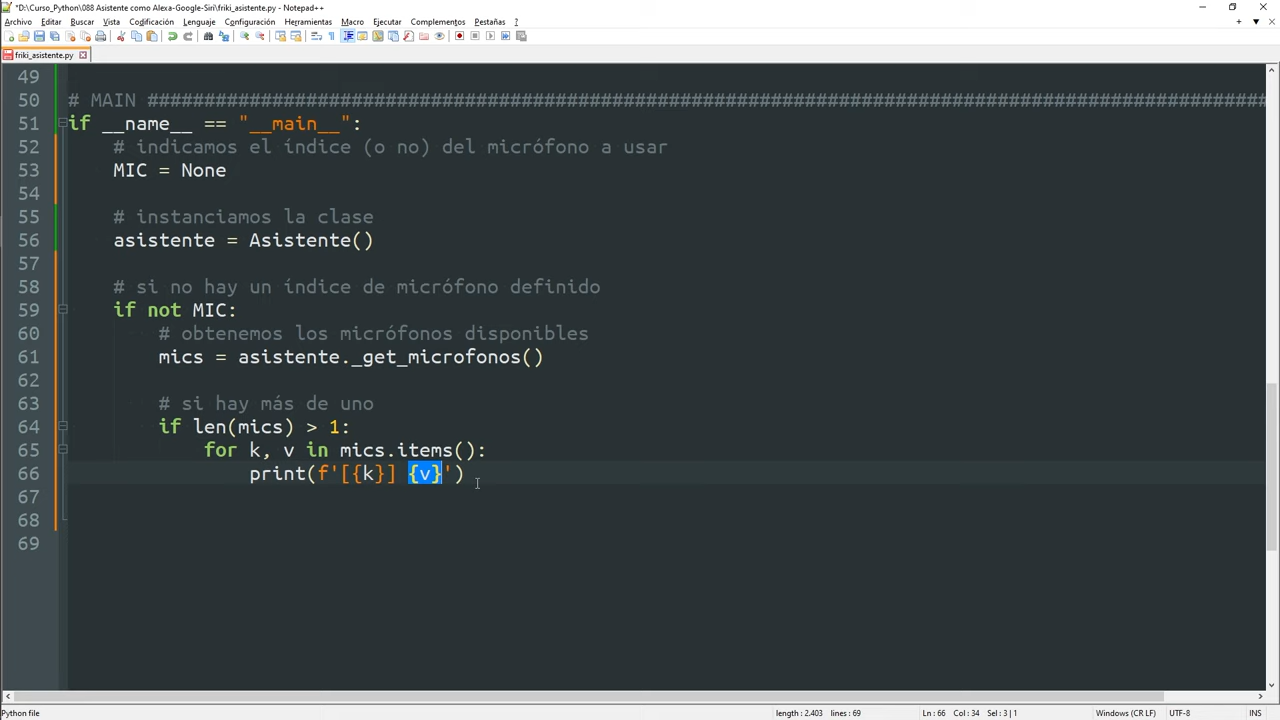 *D:\Curso_Python\088 Asistente como Alexa-Google-Siri\friki_asistente.py - Notepad++
Archivo Editar Buscar Vista Codificación Lenguaje Configuración Herramientas Macro Ejecutar Complementos Pestañas ?
friki_asistente.py
49
50 # MAIN ####################################################################################################
51 if __name__ == "__main__":
52 # indicamos el índice (o no) del micrófono a usar
53 MIC = None
54
55 # instanciamos la clase
56 asistente = Asistente()
57
58 # si no hay un índice de micrófono definido
59 if not MIC:
60 # obtenemos los micrófonos disponibles
61 mics = asistente._get_microfonos()
62
63 # si hay más de uno
64 if len(mics) > 1:
65 for k, v in mics.items():
66 print(f'[{k}] {v}')
67
68
69
Python file length : 2.403 lines : 69 Ln : 66 Col : 34 Sel : 3 | 1 Windows (CR LF) UTF-8 INS